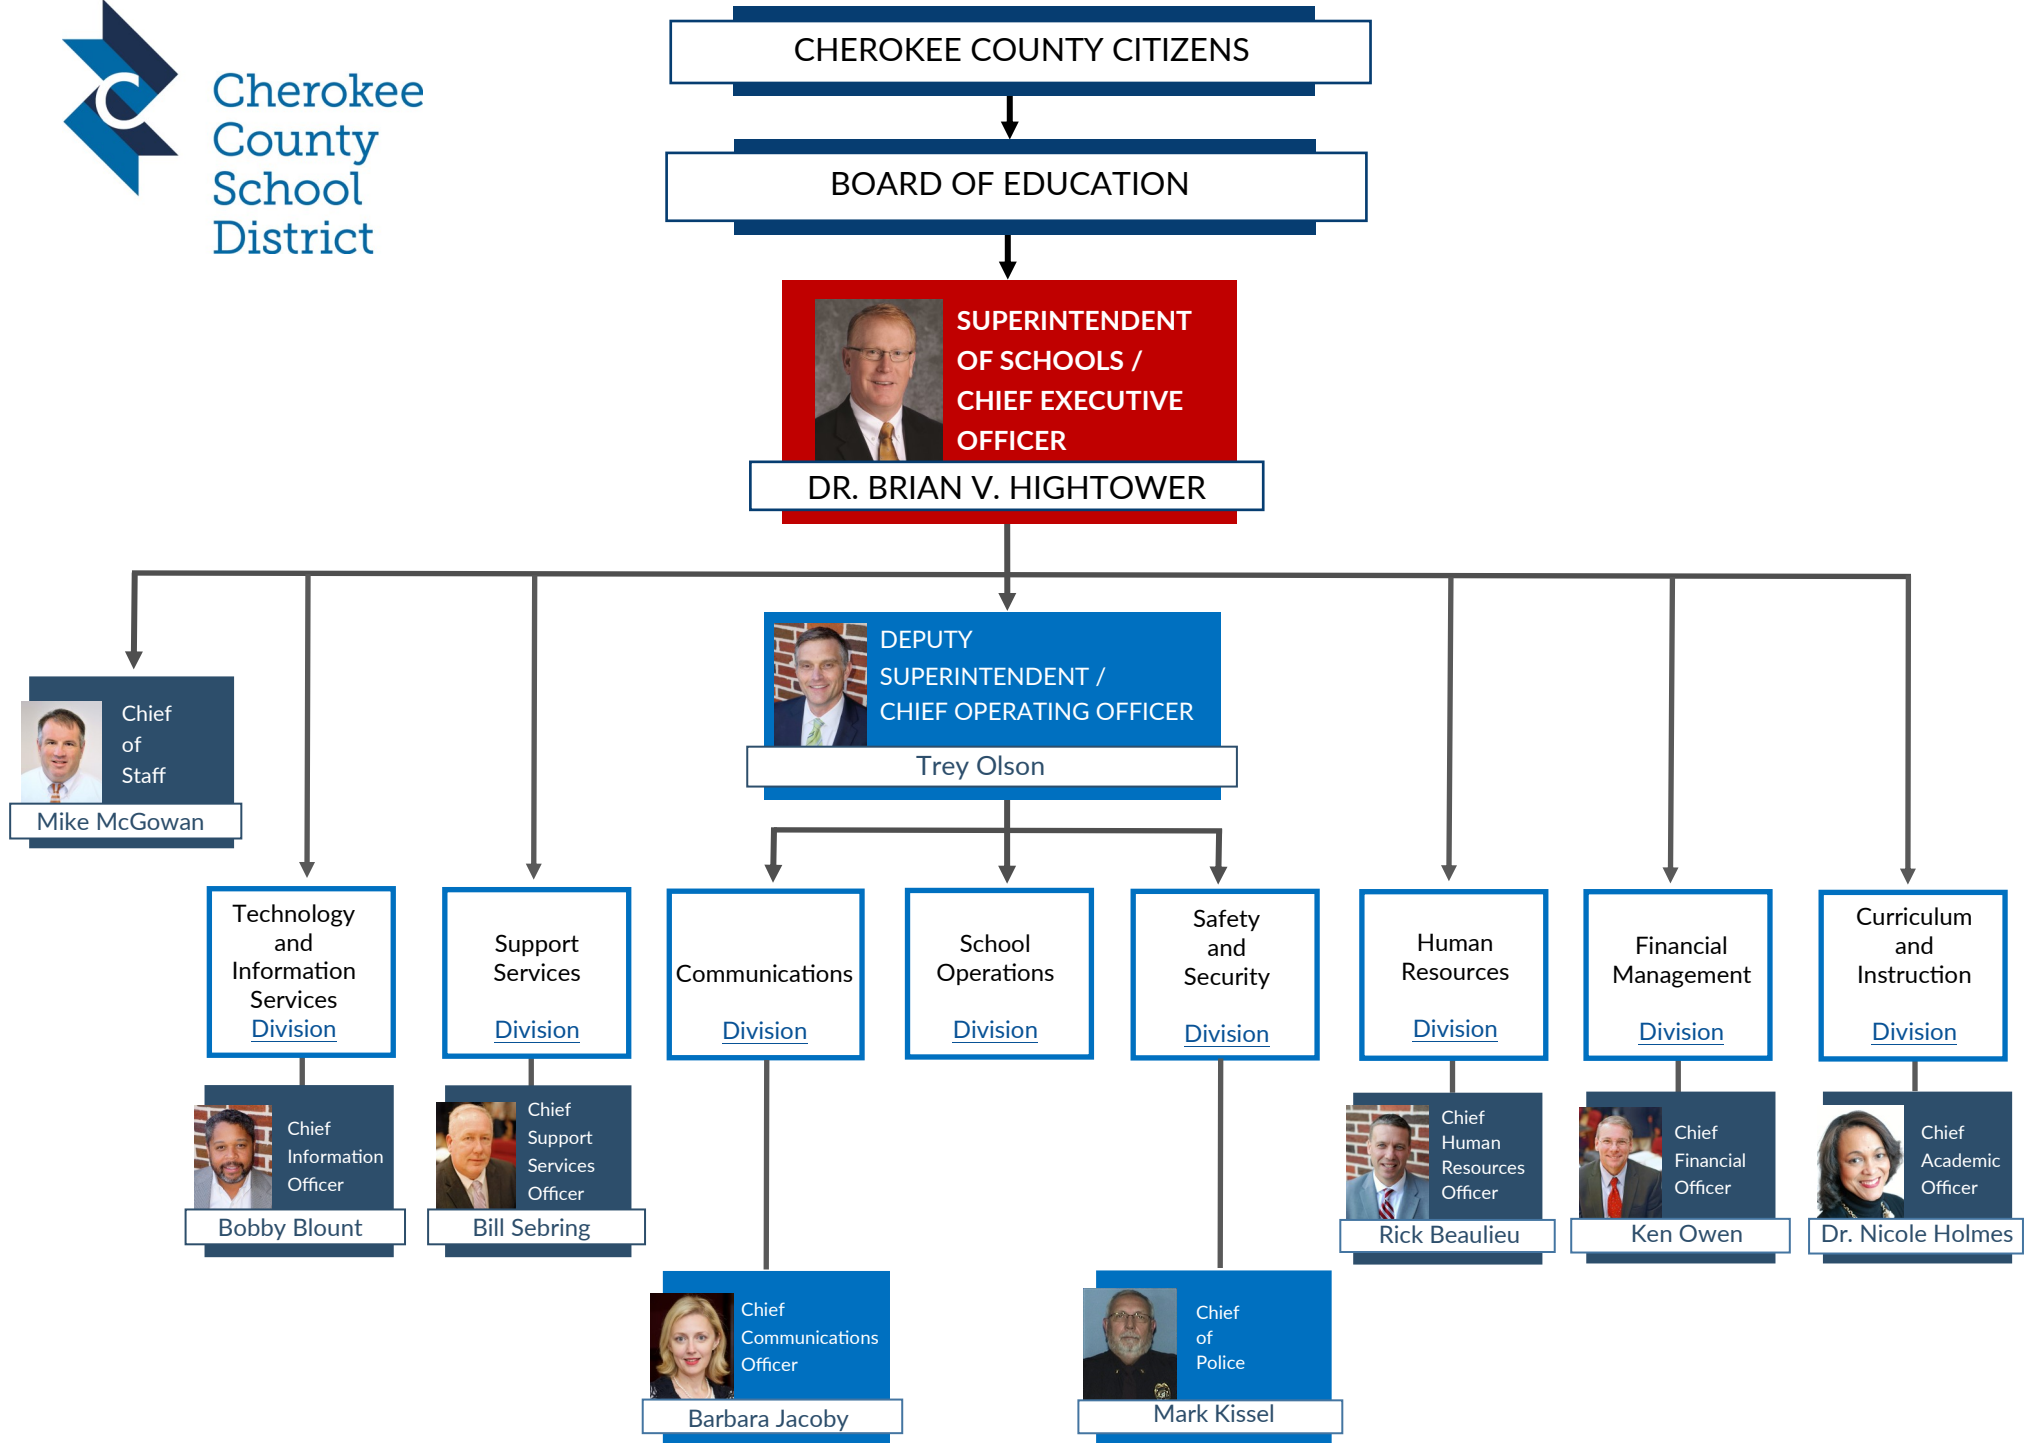 Cherokee
County
School
District
CHEROKEE COUNTY CITIZENS
BOARD OF EDUCATION
SUPERINTENDENT
OF SCHOOLS /
CHIEF EXECUTIVE
OFFICER
DR. BRIAN V. HIGHTOWER
DEPUTY
SUPERINTENDENT /
CHIEF OPERATING OFFICER
Trey Olson
Chief
of
Staff
Mike McGowan
Technology
and
Information
Services
Division
Support
Services
Division
Communications
Division
School
Operations
Division
Safety
and
Security
Division
Human
Resources
Division
Financial
Management
Division
Curriculum
and
Instruction
Division
Chief
Information
Officer
Bobby Blount
Chief
Support
Services
Officer
Bill Sebring
Chief
Human
Resources
Officer
Rick Beaulieu
Chief
Financial
Officer
Ken Owen
Chief
Academic
Officer
Dr. Nicole Holmes
Chief
Communications
Officer
Barbara Jacoby
Chief
of
Police
Mark Kissel